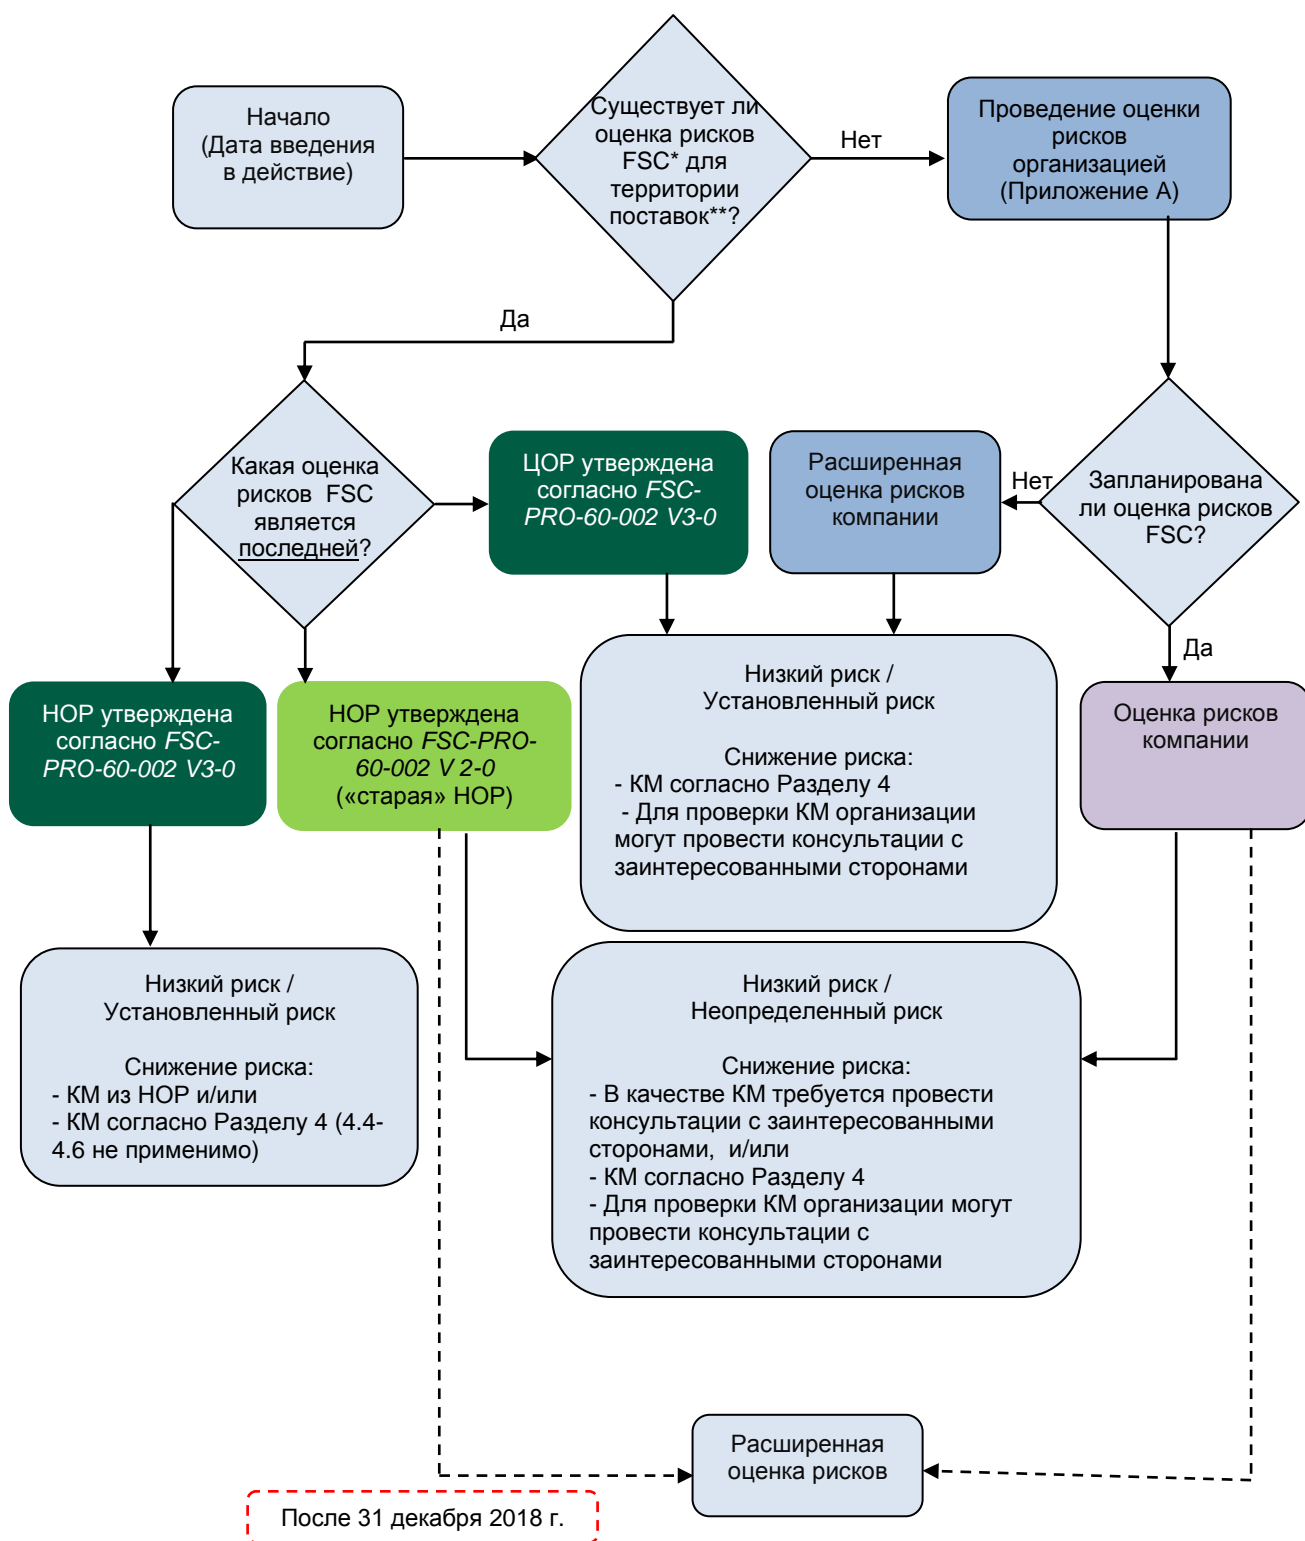 Начало
(Дата введения
в действие)
Существует ли
оценка рисков
FSC* для
территории
поставок**?
Нет
Проведение оценки
рисков
организацией
(Приложение А)
Да
Какая оценка
рисков FSC
является
последней?
ЦОР утверждена
согласно FSC-
PRO-60-002 V3-0
Расширенная
оценка рисков
компании
Нет
Запланирована
ли оценка рисков
FSC?
Да
НОР утверждена
согласно FSC-
PRO-60-002 V3-0
НОР утверждена
согласно FSC-PRO-
60-002 V 2-0
(«старая» НОР)
Низкий риск /
Установленный риск
Снижение риска:
- КМ согласно Разделу 4
- Для проверки КМ организации
могут провести консультации с
заинтересованными сторонами
Оценка рисков
компании
Низкий риск /
Установленный риск
Снижение риска:
- КМ из НОР и/или
- КМ согласно Разделу 4 (4.4-
4.6 не применимо)
Низкий риск /
Неопределенный риск
Снижение риска:
- В качестве КМ требуется провести
консультации с заинтересованными
сторонами, и/или
- КМ согласно Разделу 4
- Для проверки КМ организации могут
провести консультации с
заинтересованными сторонами
Расширенная
оценка рисков
После 31 декабря 2018 г.